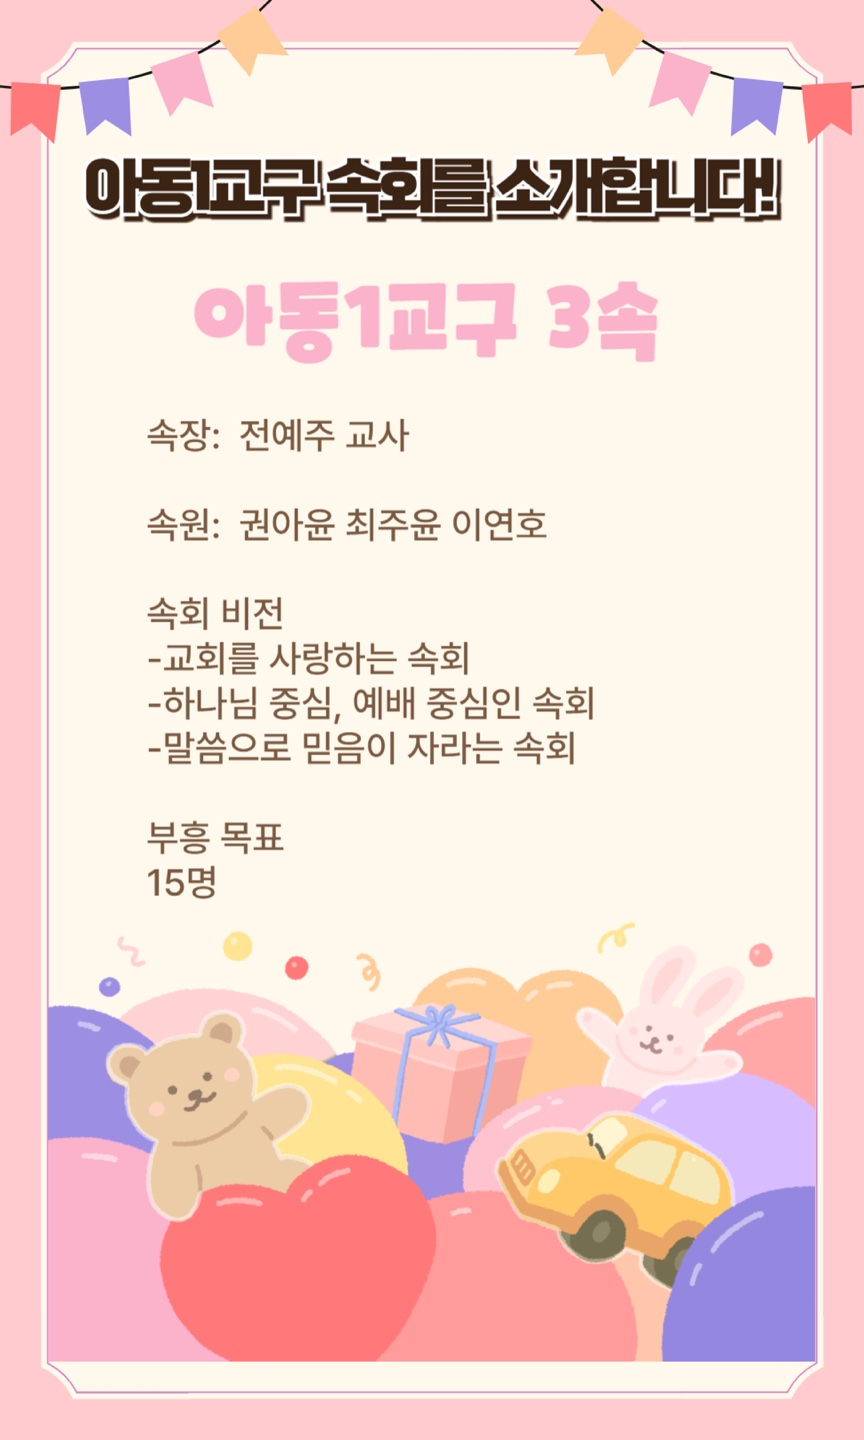 아동1교구 속회를 소개합니다!
아동1교구 3속
속장: 전예주 교사
속원: 권아윤 최주윤 이연호
속회 비전
-교회를 사랑하는 속회
-하나님 중심, 예배 중심인 속회
-말씀으로 믿음이 자라는 속회
부흥 목표
15명